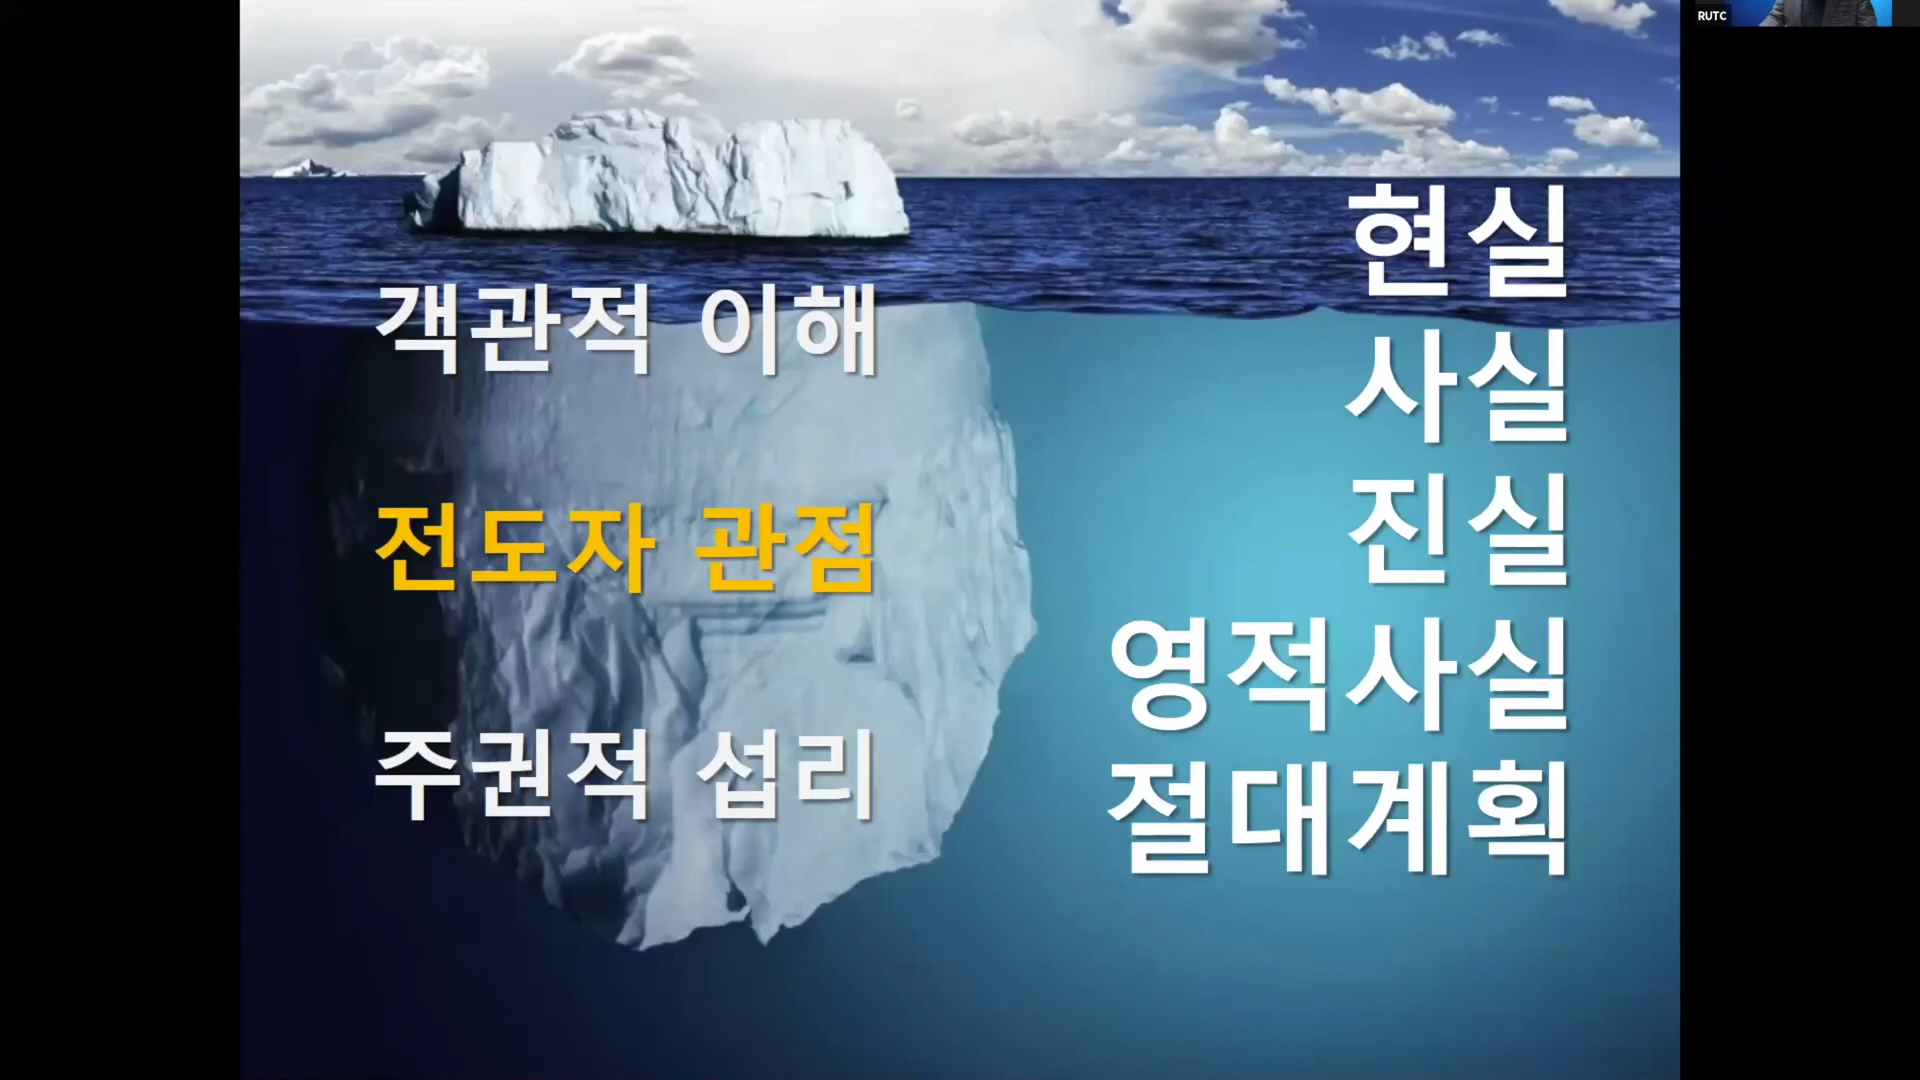 RUTC
객관적 이해
전도자 관점
주권적 섭리
현실
사실
진실
영적사실
절대계획